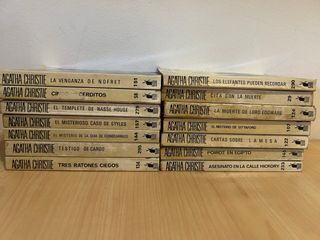 AGATHA CHRISTIE LA VENGANZA DE NOFRET 151
AGATHA CHRISTIE
AGATHA CHRISTIE EL TEMPLETE DE NASSE-HOUSE
AGATHA CHRISTIE EL MISTERIOSO CASO DE STYLES
AGATHA CHRISTIE EL MISTERIO DE LA GUIA DE FERROCARRILES
AGATHA CHRISTIE TESTIGO DE CARGO
AGATHA CHRISTIE TRES RATONES CIEGOS
AGATHA CHRISTIE LOS ELEFANTES PUEDEN RECORDAR
AGATHA CHRISTIE CITA CON LA MUERTE
AGATHA CHRISTIE LA MUERTE DE LORD EDGWARE
AGATHA CHRISTIE EL MISTERIO DE SITTAFORD
AGATHA CHRISTIE CARTAS SOBRE LA MESA
AGATHA CHRISTIE POIROT EN EGIPTO
AGATHA CHRISTIE ASESINATO EN LA CALLE HICKORY